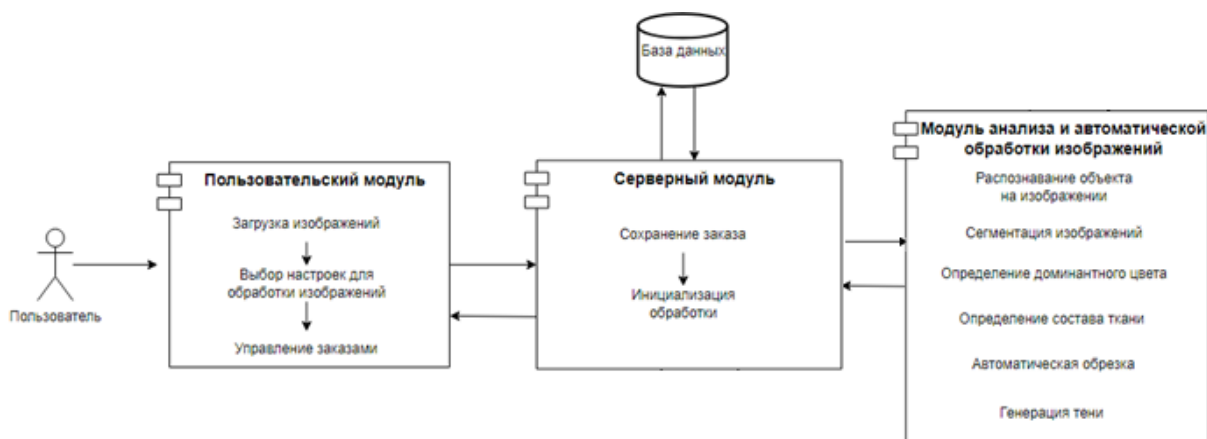 База данных
Пользователь
Пользовательский модуль
Загрузка изображений
Выбор настроек для
обработки изображений
Управление заказами
Серверный модуль
Сохранение заказа
Инициализация
обработки
Модуль анализа и автоматической
обработки изображений
Распознавание объекта
на изображении
Сегментация изображений
Определение доминантного цвета
Определение состава ткани
Автоматическая обрезка
Генерация тени